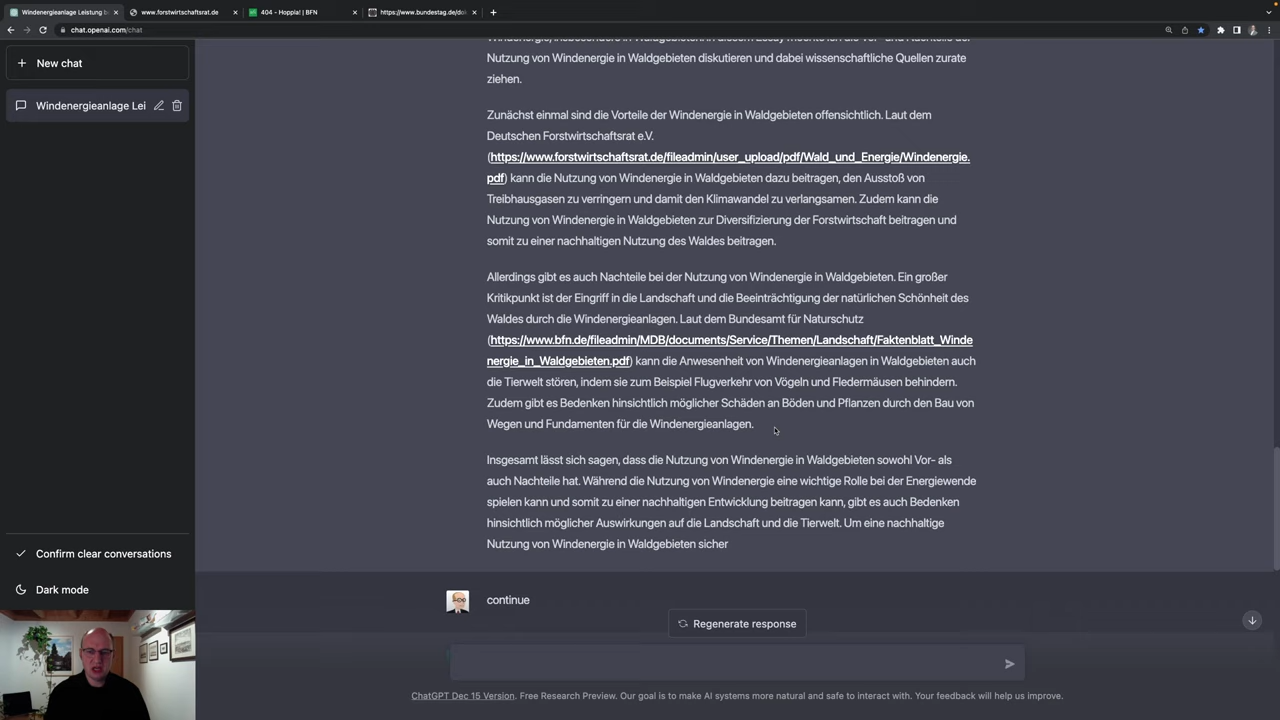 Windenergieanlage Leistung b
www.forstwirtschaftsrat.de
404 - Hoppla! | BFN
https://www.bundestag.de/do
chat.openai.com/chat
New chat
Windenergieanlage Lei
ziehen.
Nutzung von Windenergie in Waldgebieten diskutieren und dabei wissenschaftliche Quellen zurate
Zunächst einmal sind die Vorteile der Windenergie in Waldgebieten offensichtlich. Laut dem
Deutschen Forstwirtschaftsrat e.V.
(https://www.forstwirtschaftsrat.de/fileadmin/user_upload/pdf/Wald_und_Energie/Windenergie.
pdf) kann die Nutzung von Windenergie in Waldgebieten dazu beitragen, den Ausstoß von
Treibhausgasen zu verringern und damit den Klimawandel zu verlangsamen. Zudem kann die
Nutzung von Windenergie in Waldgebieten zur Diversifizierung der Forstwirtschaft beitragen und
somit zu einer nachhaltigen Nutzung des Waldes beitragen.
Allerdings gibt es auch Nachteile bei der Nutzung von Windenergie in Waldgebieten. Ein großer
Kritikpunkt ist der Eingriff in die Landschaft und die Beeinträchtigung der natürlichen Schönheit des
Waldes durch die Windenergieanlagen. Laut dem Bundesamt für Naturschutz
(https://www.bfn.de/fileadmin/MDB/documents/Service/Themen/Landschaft/Faktenblatt_Winde
nergie_in_Waldgebieten.pdf) kann die Anwesenheit von Windenergieanlagen in Waldgebieten auch
die Tierwelt stören, indem sie zum Beispiel Flugverkehr von Vögeln und Fledermäusen behindern.
Zudem gibt es Bedenken hinsichtlich möglicher Schäden an Böden und Pflanzen durch den Bau von
Wegen und Fundamenten für die Windenergieanlagen.
Insgesamt lässt sich sagen, dass die Nutzung von Windenergie in Waldgebieten sowohl Vor- als
auch Nachteile hat. Während die Nutzung von Windenergie eine wichtige Rolle bei der Energiewende
spielen kann und somit zu einer nachhaltigen Entwicklung beitragen kann, gibt es auch Bedenken
hinsichtlich möglicher Auswirkungen auf die Landschaft und die Tierwelt. Um eine nachhaltige
Nutzung von Windenergie in Waldgebieten sicher
continue
Regenerate response
Confirm clear conversations
Dark mode
ChatGPT Dec 15 Version. Free Research Preview. Our goal is to make AI systems more natural and safe to interact with. Your feedback will help us improve.